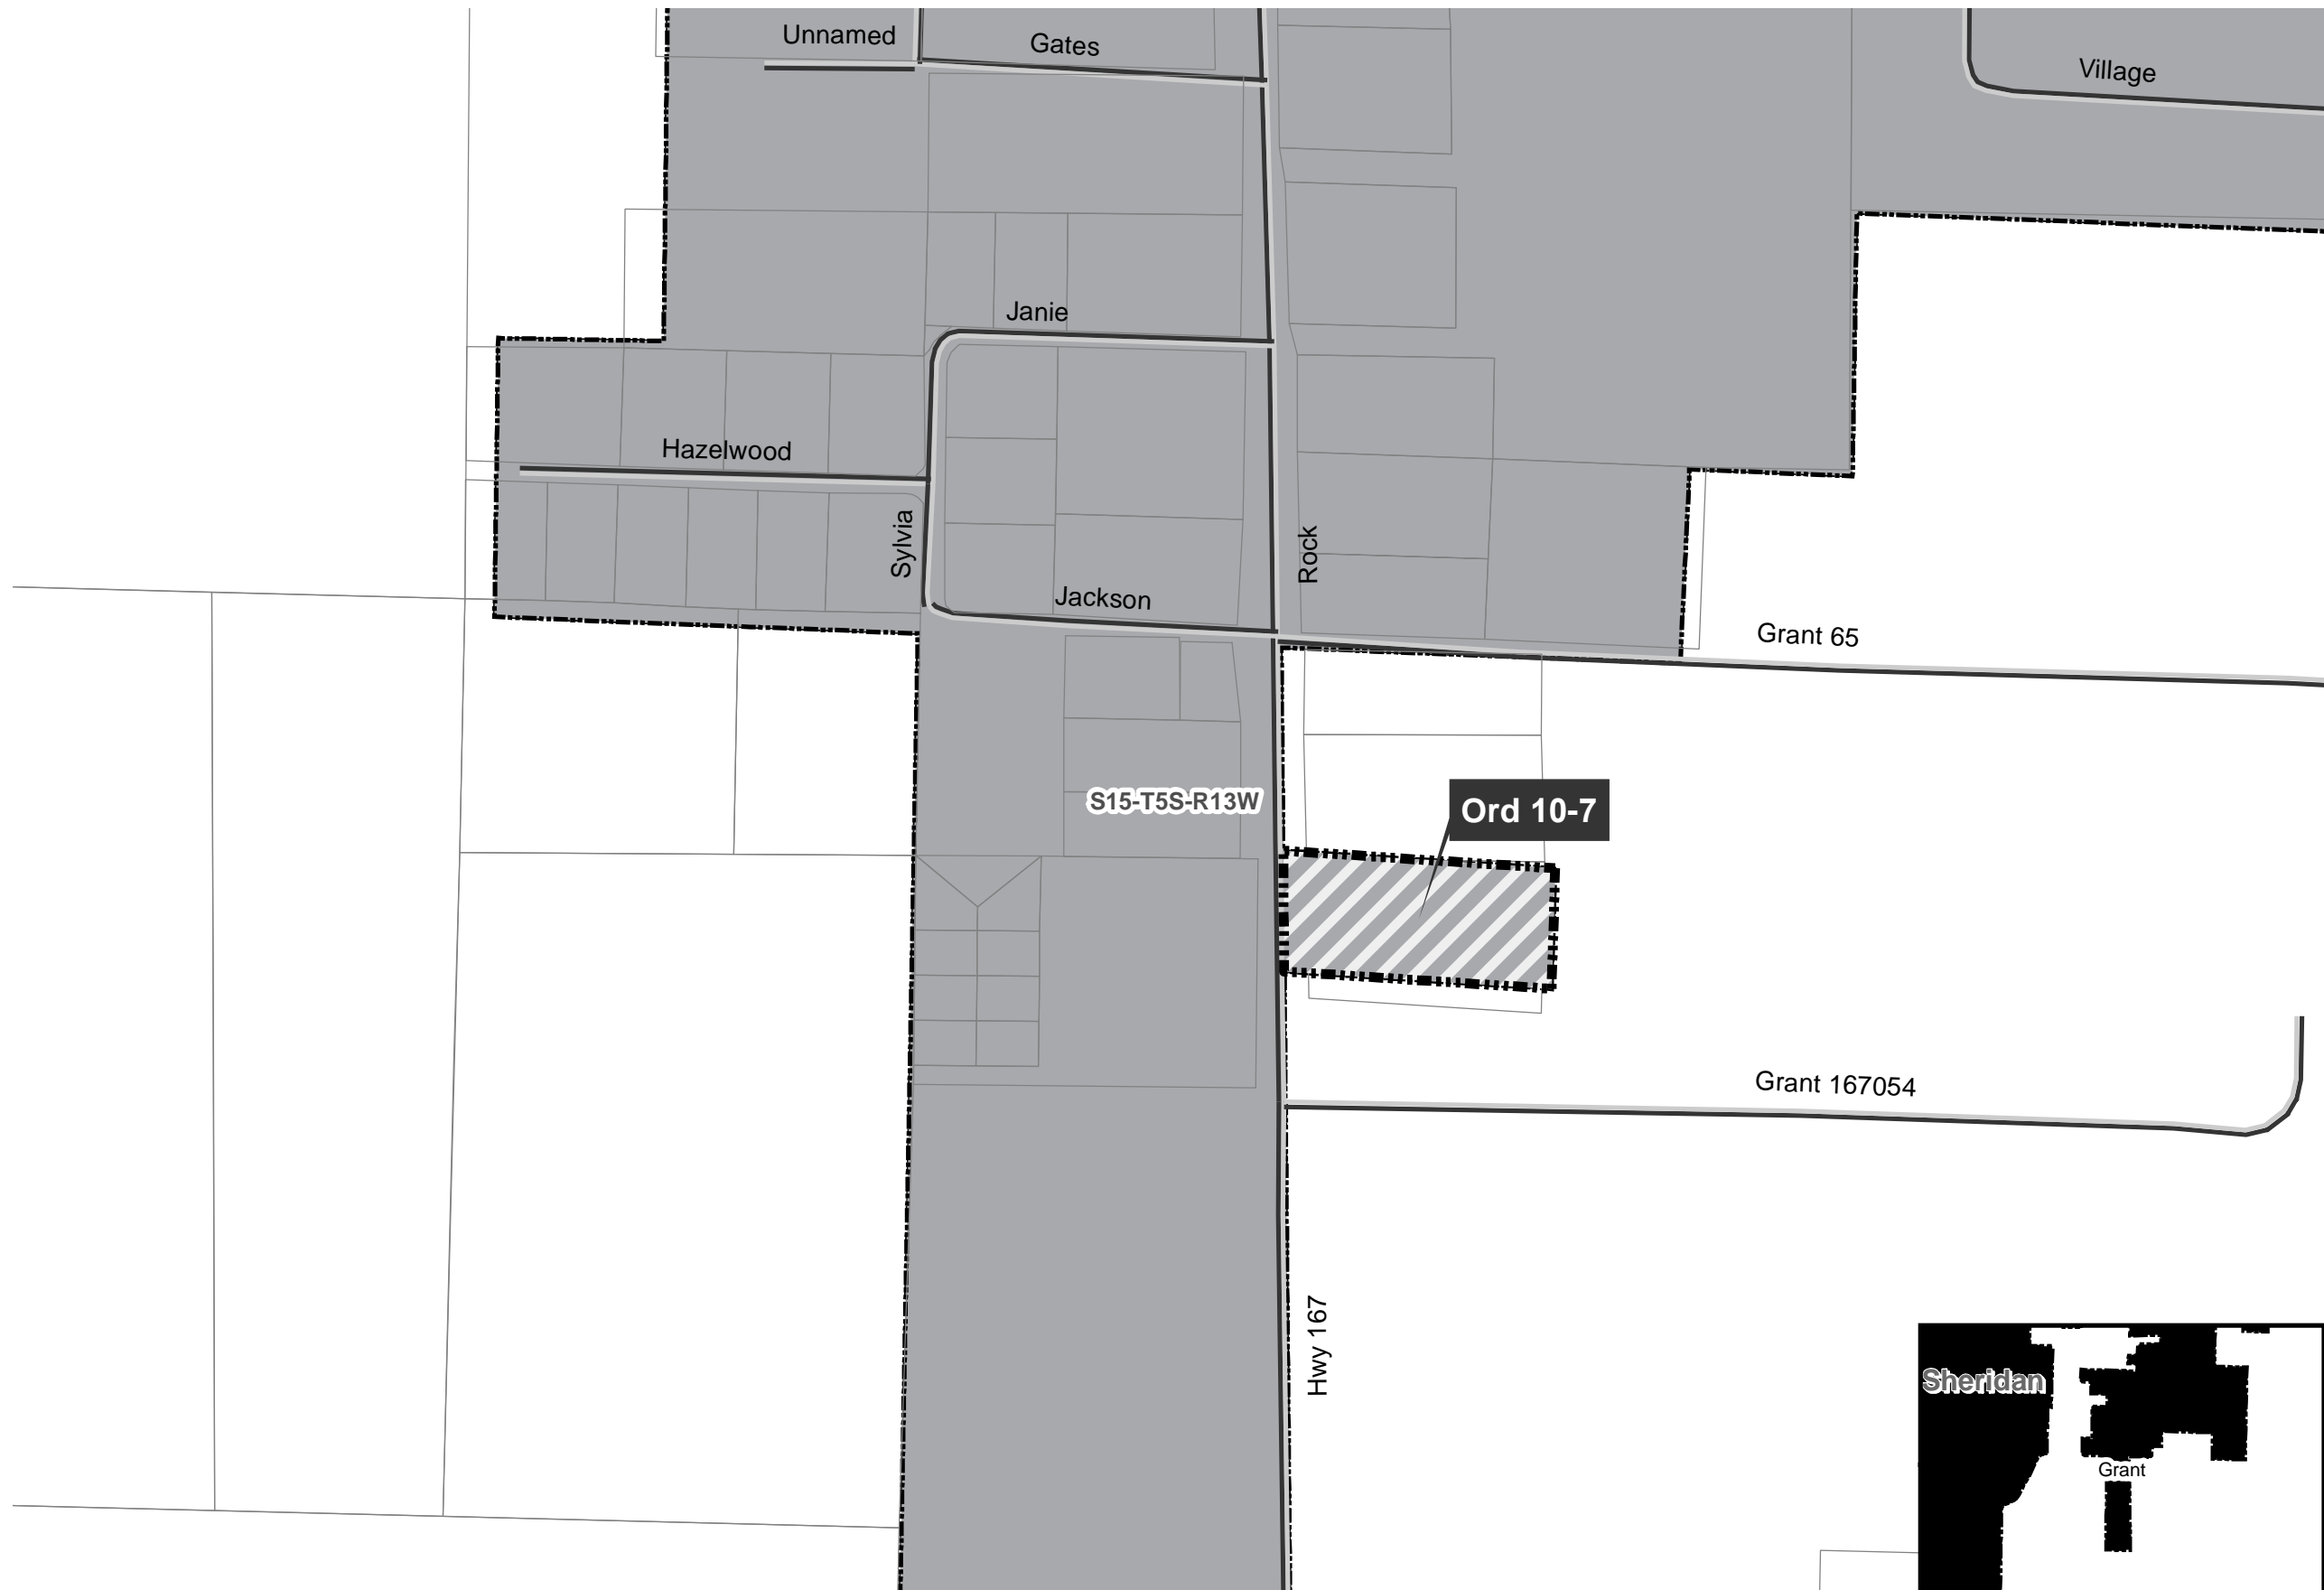 Unnamed
Gates
Village
Janie
Hazelwood
Sylvia
Rock
Jackson
Grant 65
S15-T5S-R13W
Ord 10-7
Grant 167054
Hwy 167
Sheridan
Grant